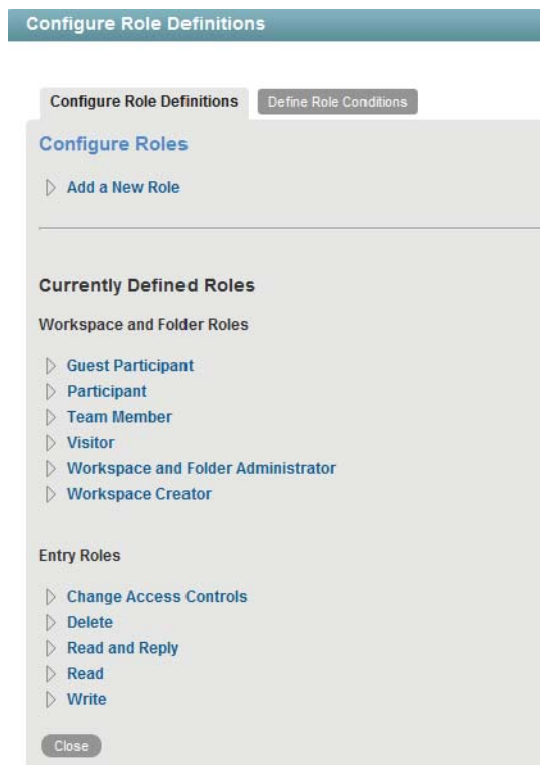 Configure Role Definitions
Configure Role Definitions Define Role Conditions
Configure Roles
Add a New Role
Currently Defined Roles
Workspace and Folder Roles
Guest Participant
Participant
Team Member
Visitor
Workspace and Folder Administrator
Workspace Creator
Entry Roles
Change Access Controls
Delete
Read and Reply
Read
Write
Close